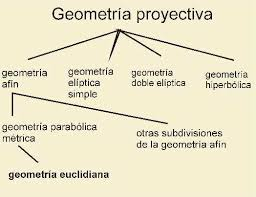 Geometría proyectiva
geometría
afín
geometría
elíptica
simple
geometría
doble elíptica
geometría
hiperbólica
geometría parabólica
métrica
otras subdivisiones
de la geometría afín
geometría euclidiana